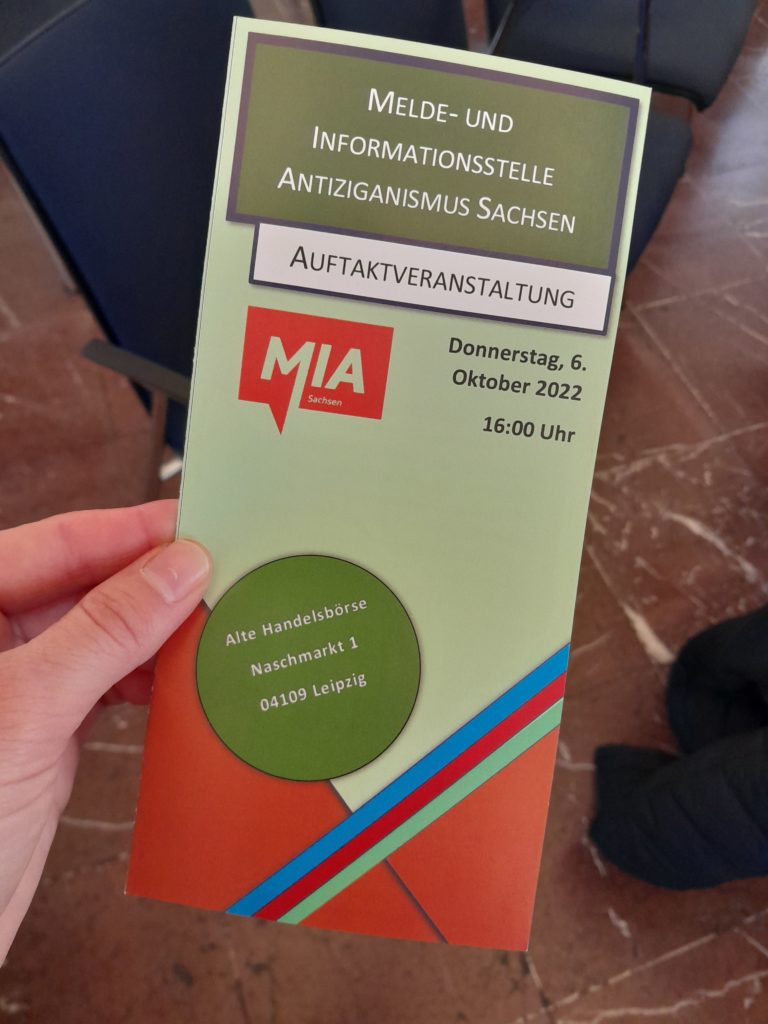 MELDE- UND
INFORMATIONSSTELLE
ANTIZIGANISMUS SACHSEN
AUFTAKTVERANSTALTUNG
MIA
Sachsen
Donnerstag, 6.
Oktober 2022
16:00 Uhr
Alte Handelsbörse
Naschmarkt 1
04109 Leipzig